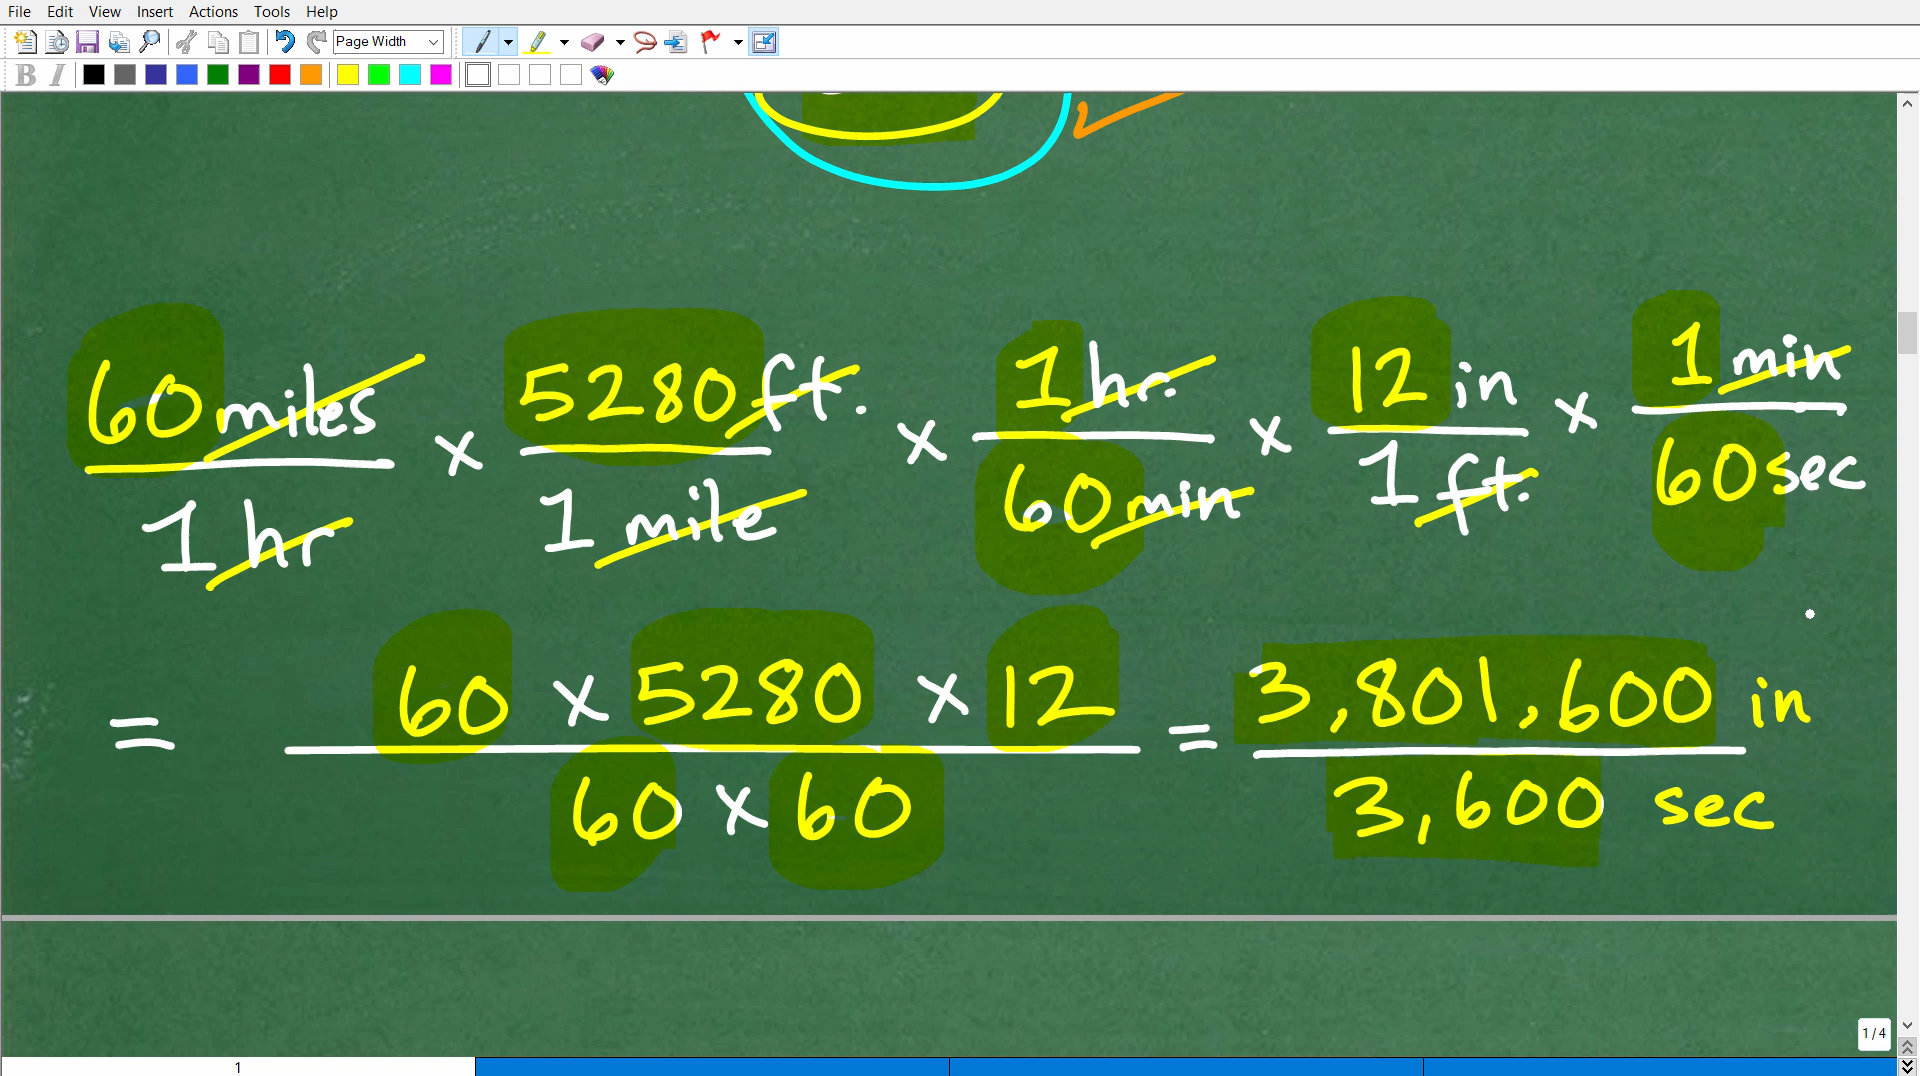 File Edit View Insert Actions Tools Help
Page Width
B I
60 miles / 1 hr × 5280 ft. / 1 mile × 1 hr. / 60 min × 12 in / 1 ft. × 1 min / 60 sec
= 60 × 5280 × 12 / 60 × 60 = 3,801,600 in / 3,600 sec
1 / 4
1